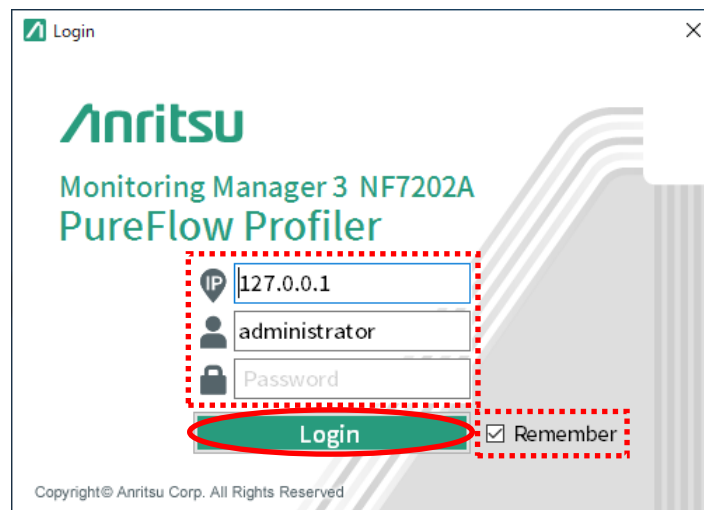 Login
Anritsu
Monitoring Manager 3 NF7202A
PureFlow Profiler
IP 127.0.0.1
administrator
Password
Login
Remember
Copyright© Anritsu Corp. All Rights Reserved